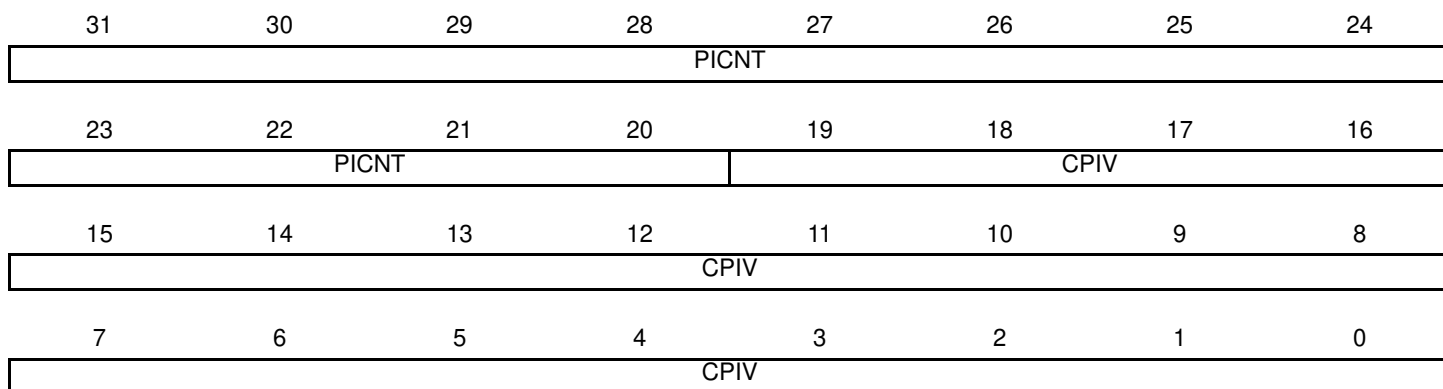 31 30 29 28 27 26 25 24
PICNT
23 22 21 20 19 18 17 16
PICNT CPIV
15 14 13 12 11 10 9 8
CPIV
7 6 5 4 3 2 1 0
CPIV